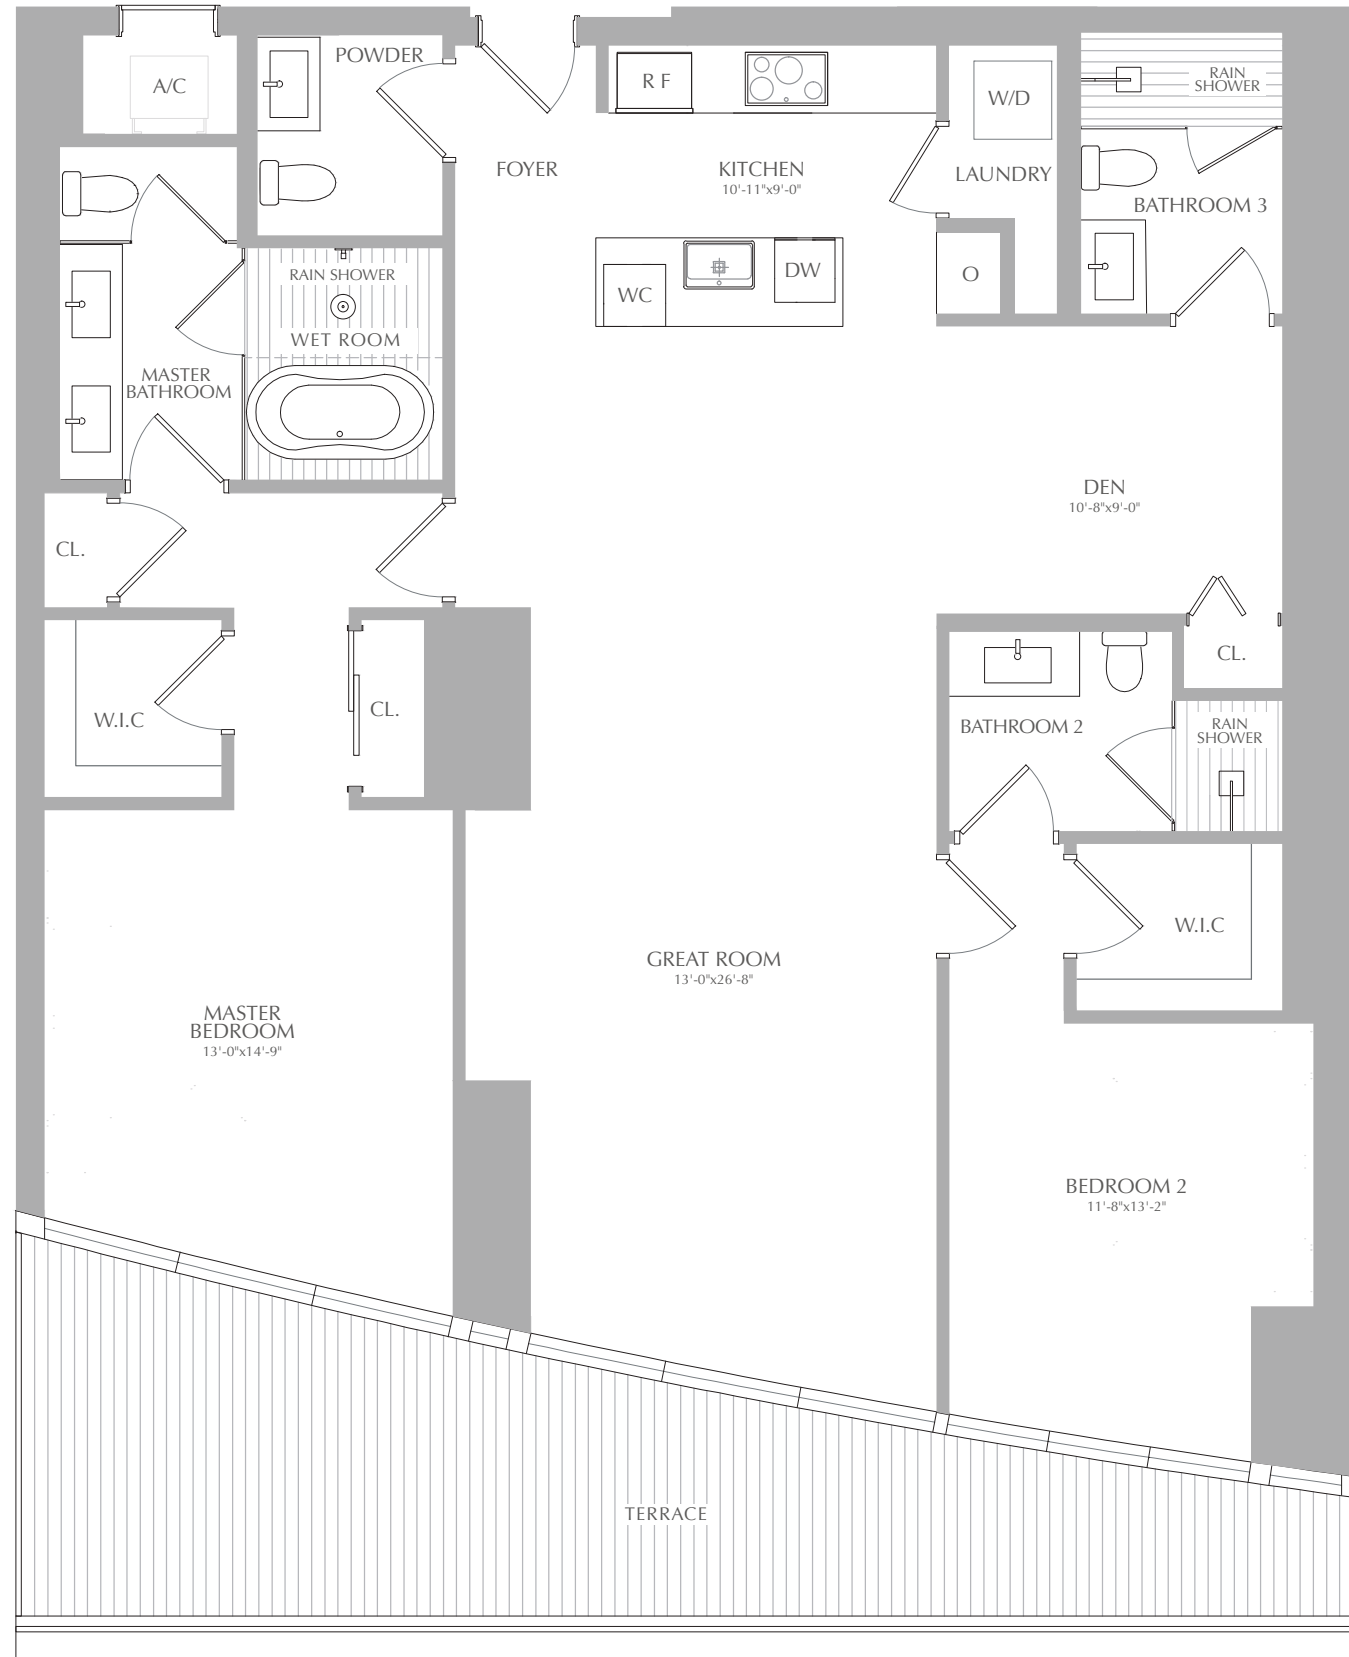 POWDER
A/C
R F
W/D
RAIN
SHOWER
FOYER
KITCHEN
10'-11"x9'-0"
LAUNDRY
BATHROOM 3
RAIN SHOWER
WC
DW
O
WET ROOM
MASTER
BATHROOM
DEN
10'-8"x9'-0"
CL.
CL.
W.I.C
CL.
BATHROOM 2
RAIN
SHOWER
W.I.C
GREAT ROOM
13'-0"x26'-8"
MASTER
BEDROOM
13'-0"x14'-9"
BEDROOM 2
11'-8"x13'-2"
TERRACE